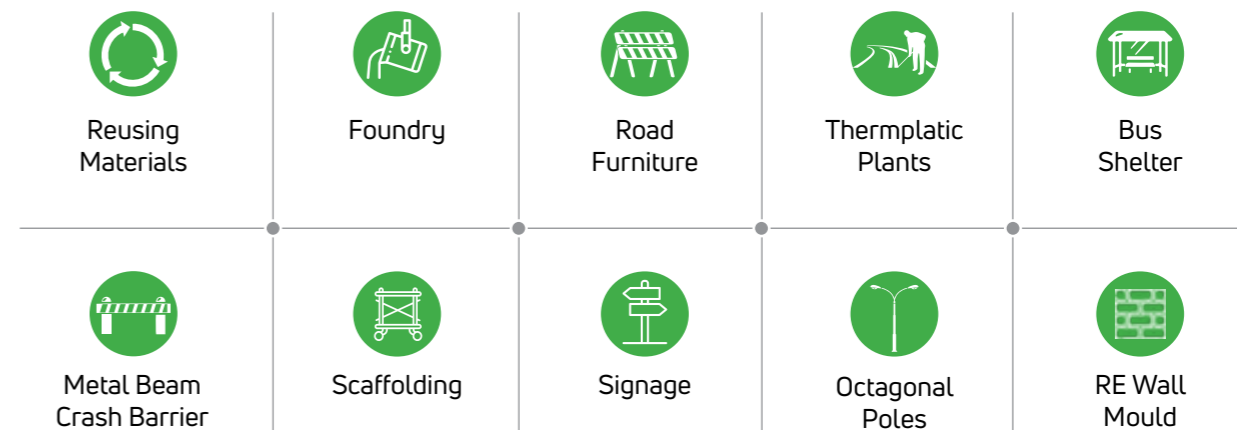 Reusing
Materials
Foundry
Road
Furniture
Thermplatic
Plants
Bus
Shelter
Metal Beam
Crash Barrier
Scaffolding
Signage
Octagonal
Poles
RE Wall
Mould